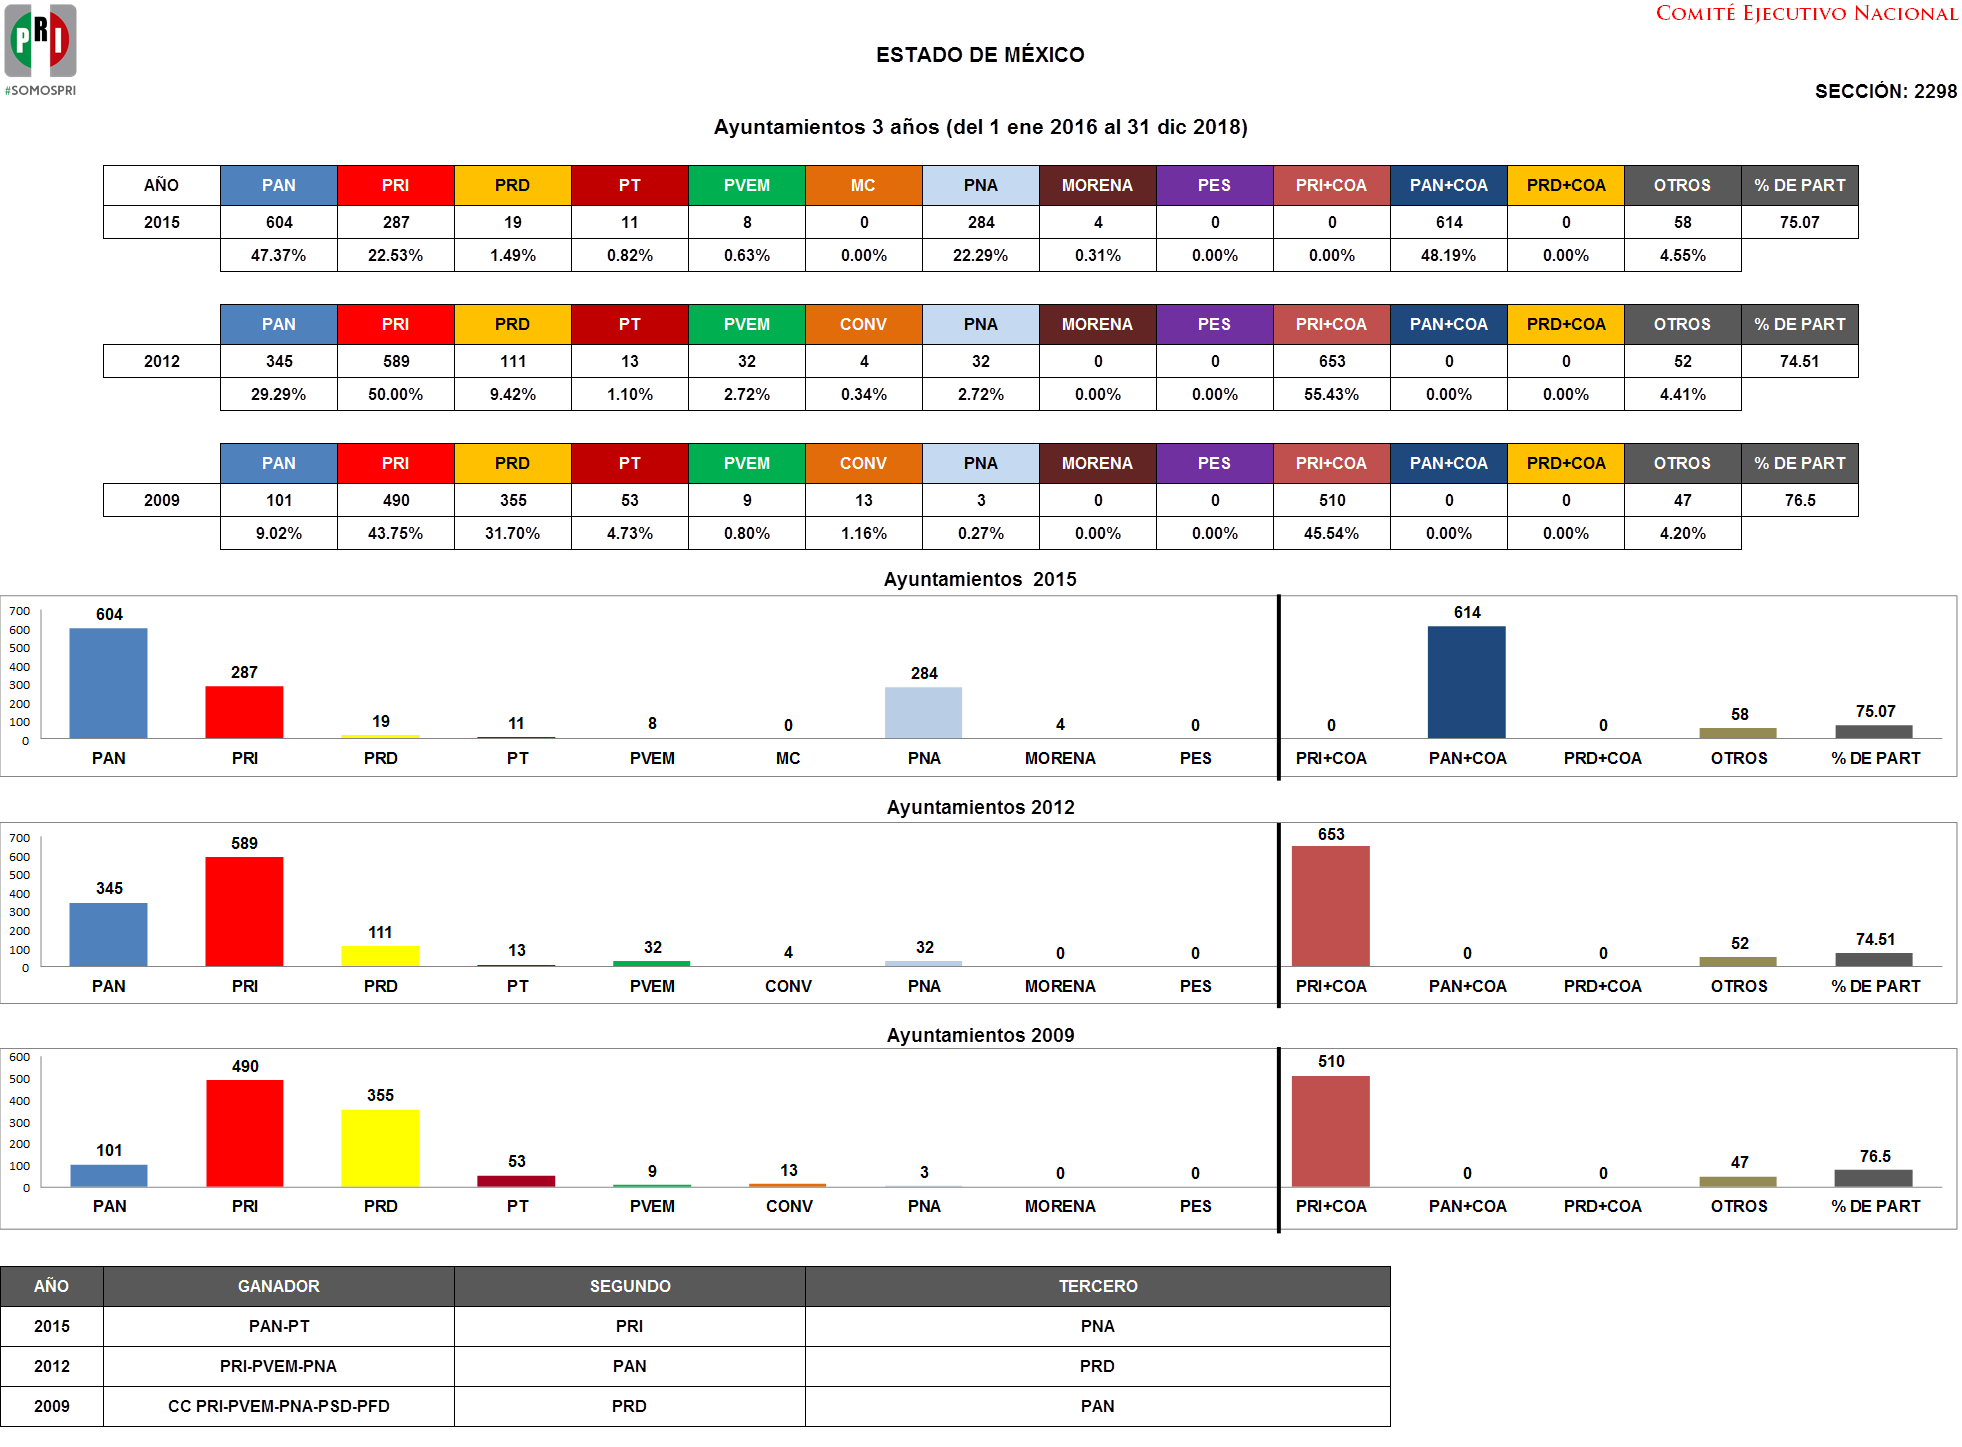 PRI
#SOMOSPRI
COMITÉ EJECUTIVO NACIONAL
ESTADO DE MÉXICO
SECCIÓN: 2298
Ayuntamientos 3 años (del 1 ene 2016 al 31 dic 2018)
AÑO PAN PRI PRD PT PVEM MC PNA MORENA PES PRI+COA PAN+COA PRD+COA OTROS % DE PART
2015 604 287 19 11 8 0 284 4 0 0 614 0 58 75.07
47.37% 22.53% 1.49% 0.82% 0.63% 0.00% 22.29% 0.31% 0.00% 0.00% 48.19% 0.00% 4.55%
PAN PRI PRD PT PVEM CONV PNA MORENA PES PRI+COA PAN+COA PRD+COA OTROS % DE PART
2012 345 589 111 13 32 4 32 0 0 653 0 0 52 74.51
29.29% 50.00% 9.42% 1.10% 2.72% 0.34% 2.72% 0.00% 0.00% 55.43% 0.00% 0.00% 4.41%
PAN PRI PRD PT PVEM CONV PNA MORENA PES PRI+COA PAN+COA PRD+COA OTROS % DE PART
2009 101 490 355 53 9 13 3 0 0 510 0 0 47 76.5
9.02% 43.75% 31.70% 4.73% 0.80% 1.16% 0.27% 0.00% 0.00% 45.54% 0.00% 0.00% 4.20%
Ayuntamientos 2015
700
600
500
400
300
200
100
0
604 287 19 11 8 0 284 4 0 0 614 0 58 75.07
PAN PRI PRD PT PVEM MC PNA MORENA PES PRI+COA PAN+COA PRD+COA OTROS % DE PART
Ayuntamientos 2012
700
600
500
400
300
200
100
0
345 589 111 13 32 4 32 0 0 653 0 0 52 74.51
PAN PRI PRD PT PVEM CONV PNA MORENA PES PRI+COA PAN+COA PRD+COA OTROS % DE PART
Ayuntamientos 2009
600
500
400
300
200
100
0
101 490 355 53 9 13 3 0 0 510 0 0 47 76.5
PAN PRI PRD PT PVEM CONV PNA MORENA PES PRI+COA PAN+COA PRD+COA OTROS % DE PART
AÑO GANADOR SEGUNDO TERCERO
2015 PAN-PT PRI PNA
2012 PRI-PVEM-PNA PAN PRD
2009 CC PRI-PVEM-PNA-PSD-PFD PRD PAN